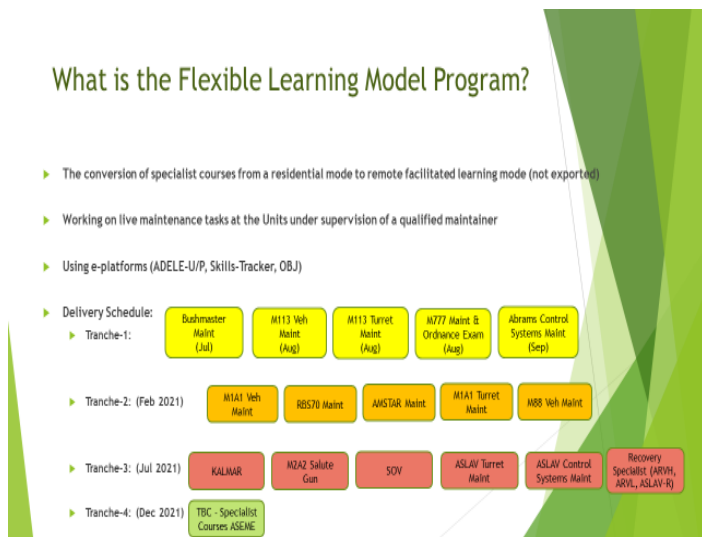 What is the Flexible Learning Model Program?
The conversion of specialist courses from a residential mode to remote facilitated learning mode (not exported)
Working on live maintenance tasks at the Units under supervision of a qualified maintainer
Using e-platforms (ADELE-U/P, Skills-Tracker, OBJ)
Delivery Schedule:
Tranche-1:
Bushmaster
Maint
(Jul)
M113 Veh
Maint
(Aug)
M113 Turret
Maint
(Aug)
M777 Maint &
Ordnance Exam
(Aug)
Abrams Control
Systems Maint
(Sep)
Tranche-2: (Feb 2021)
M1A1 Veh
Maint
RBS70 Maint
AMSTAR Maint
M1A1 Turret
Maint
M88 Veh Maint
Tranche-3: (Jul 2021)
KALMAR
M2A2 Salute
Gun
SOV
ASLAV Turret
Maint
ASLAV Control
Systems Maint
Recovery
Specialist (ARVH,
ARVL, ASLAV-R)
Tranche-4: (Dec 2021)
TBC - Specialist
Courses ASEME